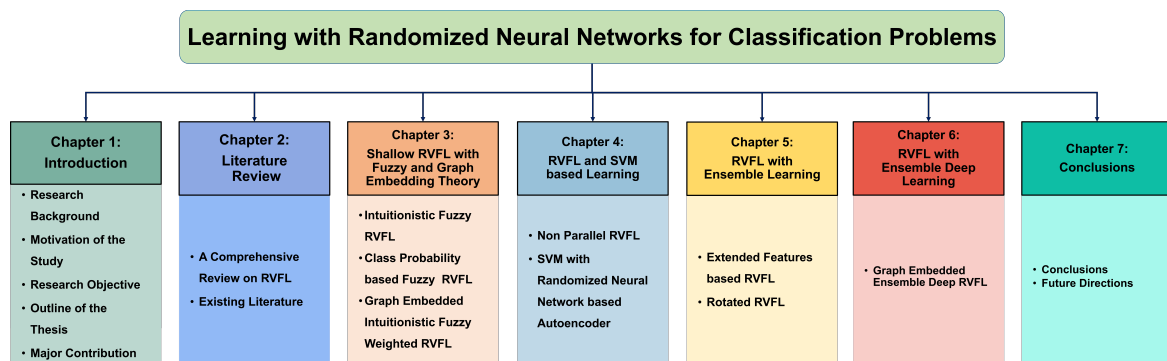 Learning with Randomized Neural Networks for Classification Problems
Chapter 1:
Introduction
• Research
Background
• Motivation of the
Study
• Research Objective
• Outline of the
Thesis
• Major Contribution
Chapter 2:
Literature
Review
• A Comprehensive
Review on RVFL
• Existing Literature
Chapter 3:
Shallow RVFL with
Fuzzy and Graph
Embedding Theory
• Intuitionistic Fuzzy
RVFL
• Class Probability
based Fuzzy RVFL
• Graph Embedded
Intuitionistic Fuzzy
Weighted RVFL
Chapter 4:
RVFL and SVM
based Learning
• Non Parallel RVFL
• SVM with
Randomized Neural
Network based
Autoencoder
Chapter 5:
RVFL with
Ensemble Learning
• Extended Features
based RVFL
• Rotated RVFL
Chapter 6:
RVFL with
Ensemble Deep
Learning
• Graph Embedded
Ensemble Deep RVFL
Chapter 7:
Conclusions
• Conclusions
• Future Directions